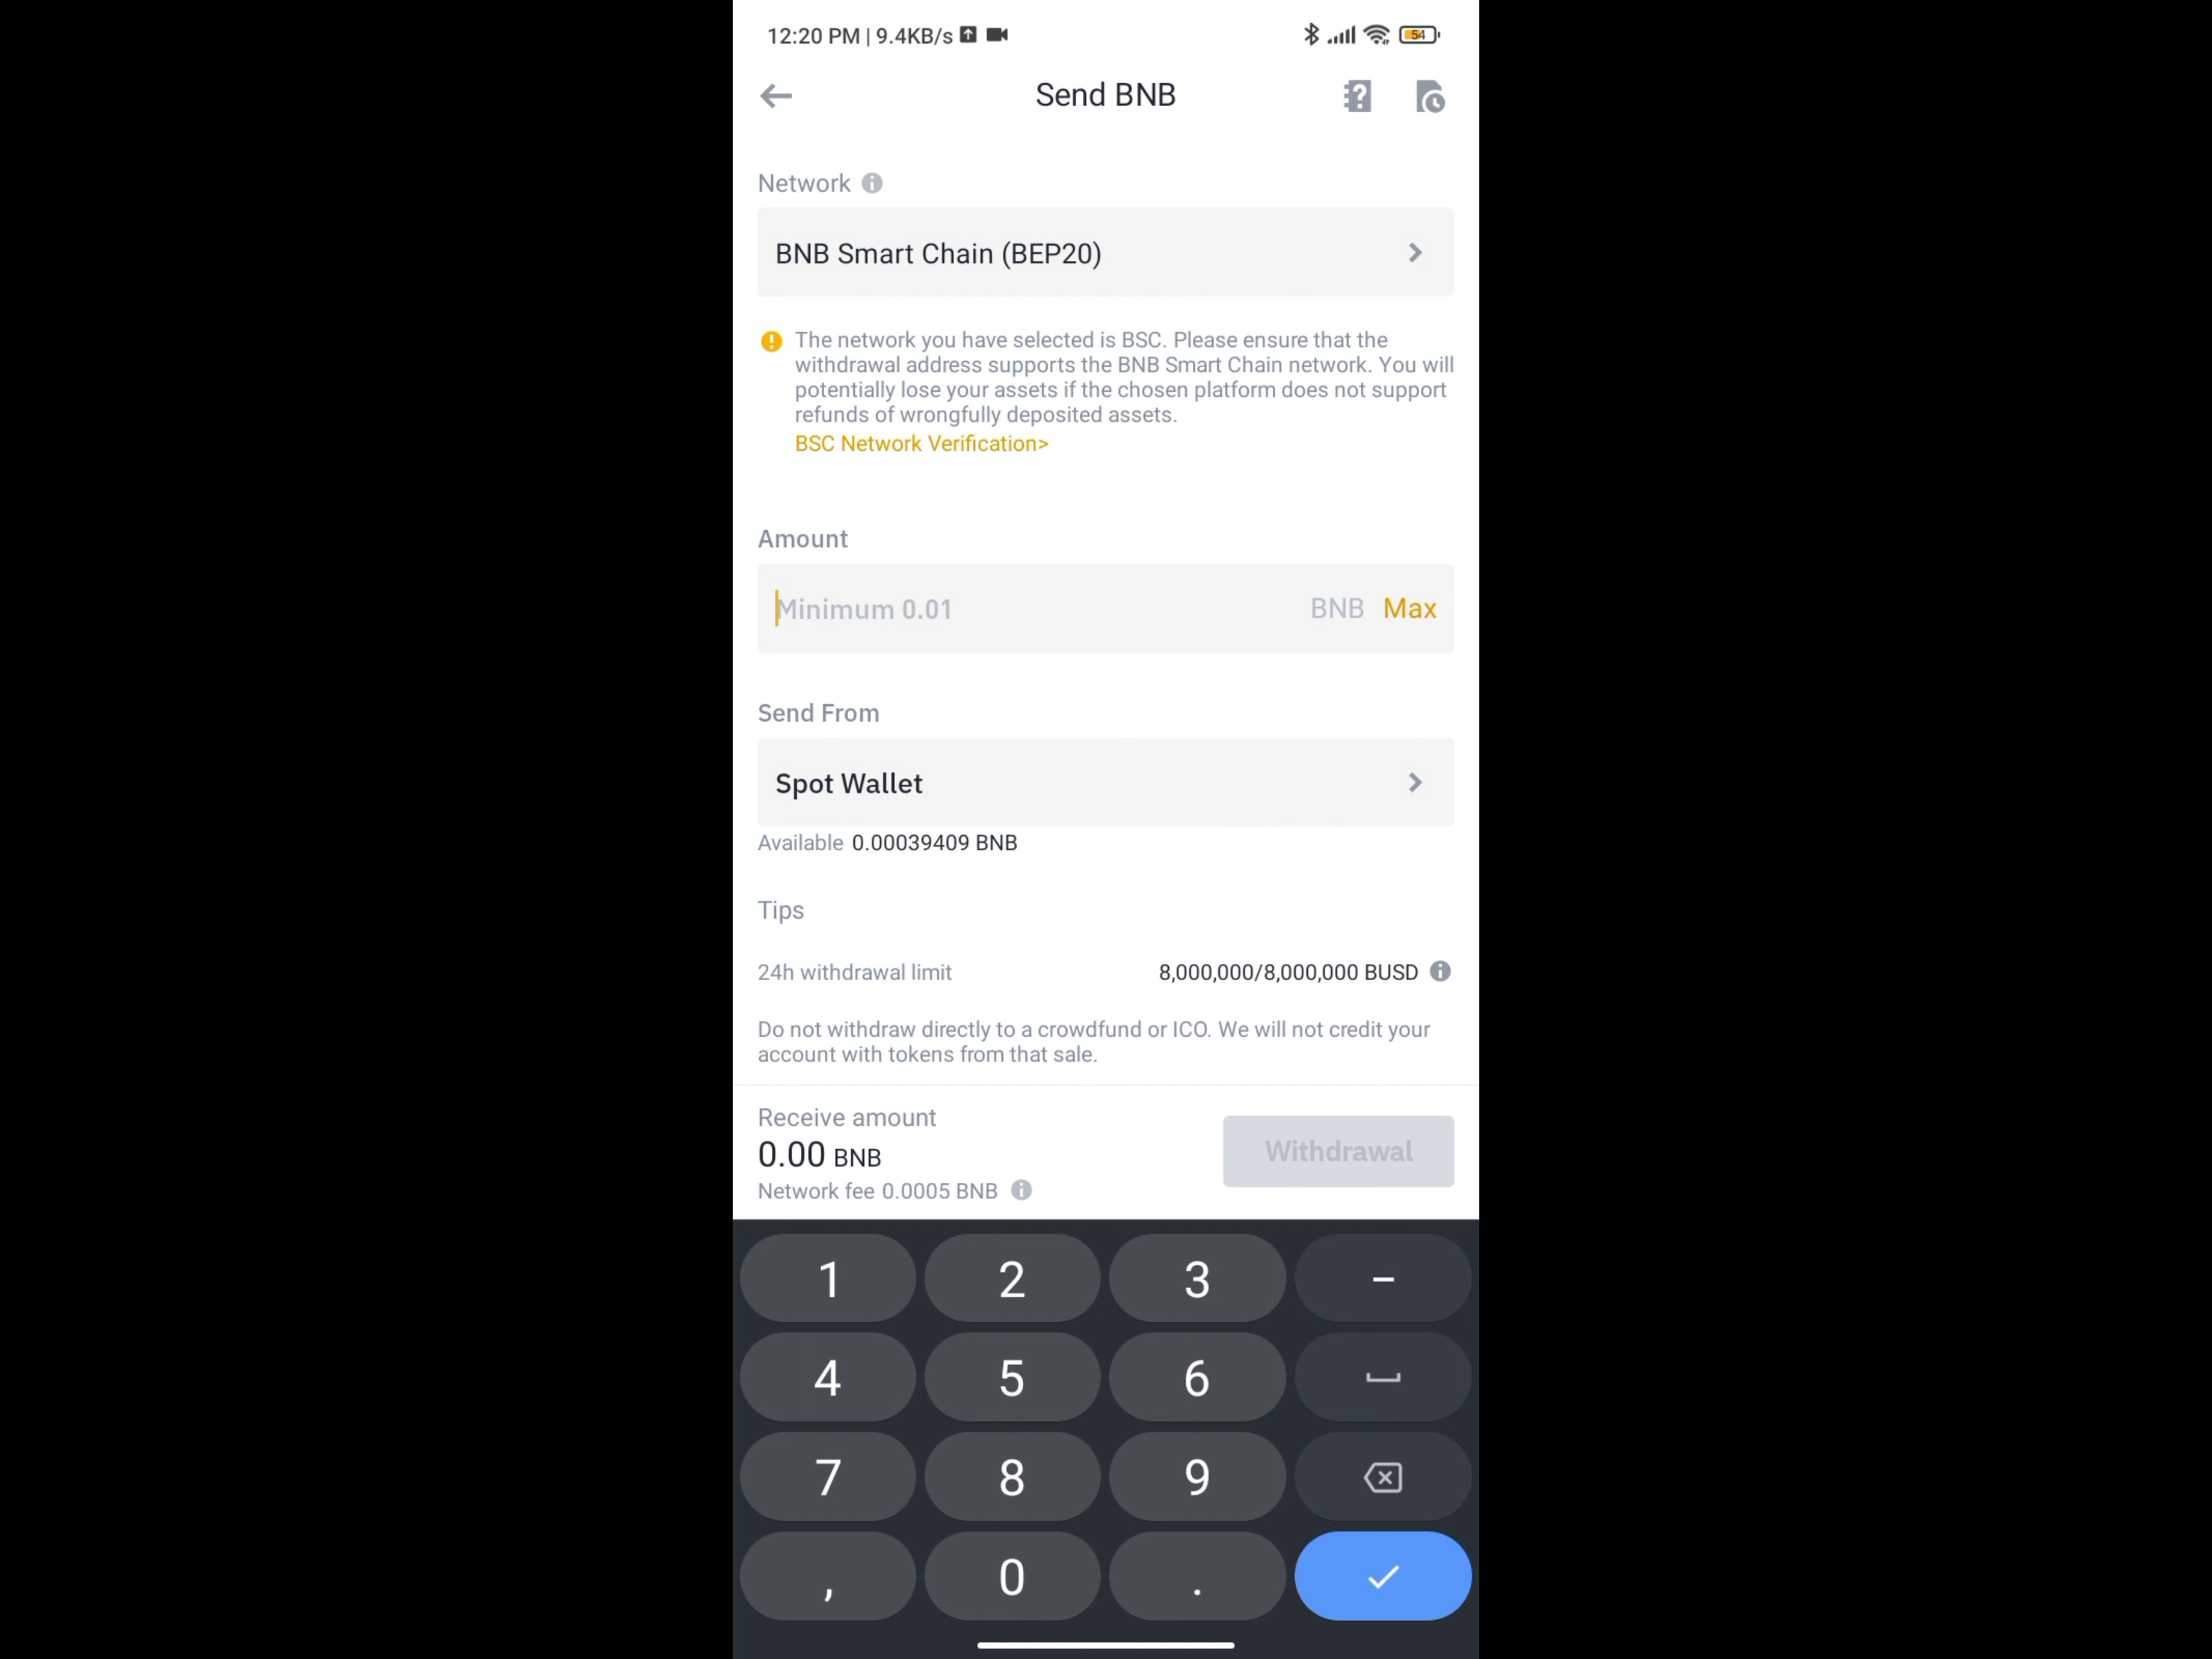 12:20 PM | 9.4KB/s 54
Send BNB
Network
BNB Smart Chain (BEP20)
The network you have selected is BSC. Please ensure that the
withdrawal address supports the BNB Smart Chain network. You will
potentially lose your assets if the chosen platform does not support
refunds of wrongfully deposited assets.
BSC Network Verification>
Amount
Minimum 0.01 BNB Max
Send From
Spot Wallet
Available 0.00039409 BNB
Tips
24h withdrawal limit 8,000,000/8,000,000 BUSD
Do not withdraw directly to a crowdfund or ICO. We will not credit your
account with tokens from that sale.
Receive amount
0.00 BNB
Withdrawal
Network fee 0.0005 BNB
1 2 3 –
4 5 6
7 8 9
, 0 .